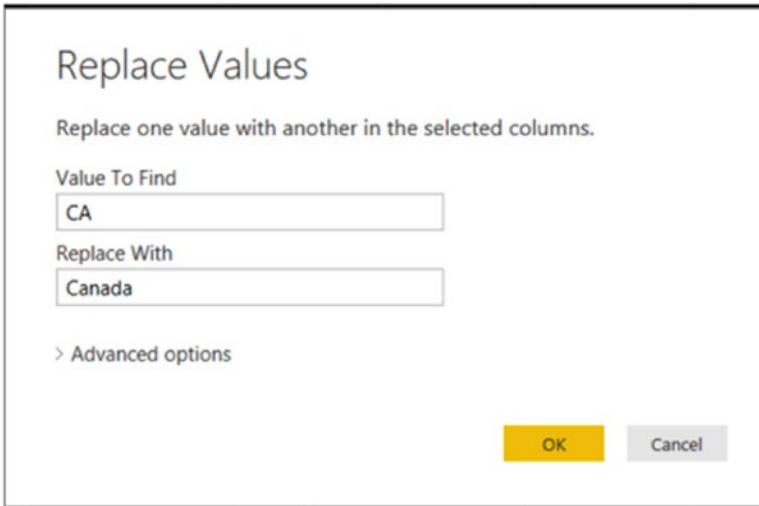 Replace Values
Replace one value with another in the selected columns.
Value To Find
CA
Replace With
Canada
> Advanced options
OK Cancel